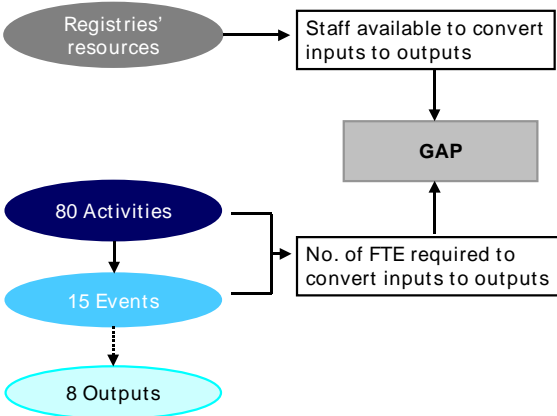 Registries’
resources
Staff available to convert
inputs to outputs
GAP
80 Activities
No. of FTE required to
convert inputs to outputs
15 Events
8 Outputs